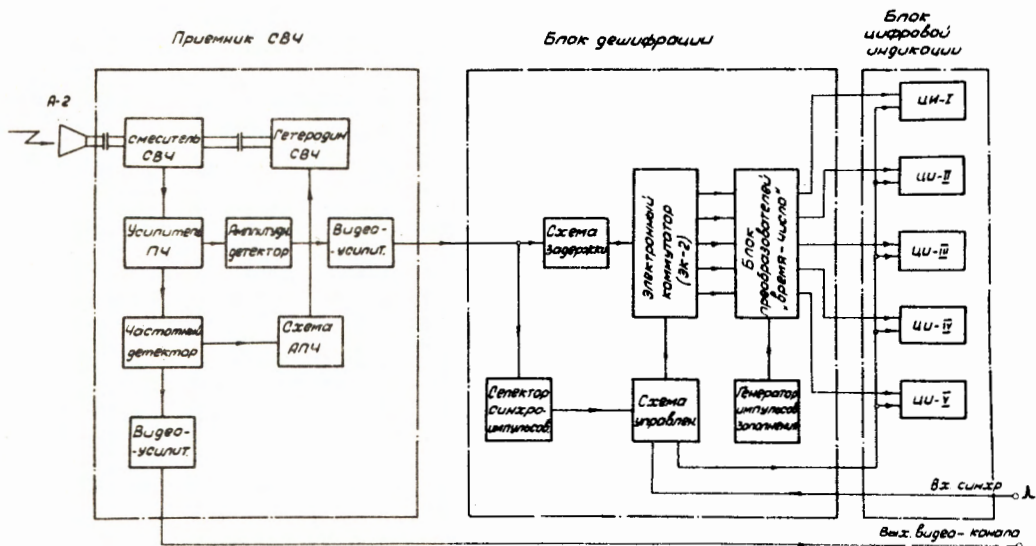 Приемник СВЧ
Блок дешифрации
Блок
цифровой
индикации
А-2
Смеситель
СВЧ
Гетеродин
СВЧ
Усилитель
ПЧ
Амплитудн.
детектор
Видео-
усилит.
Частотный
детектор
Схема
АПЧ
Видео-
-усилит.
Схема
задержки
Электронный
коммутатор
(ЭК-2)
Блок
преобразователей
„время-число"
Селектор
синхро-
импульсов
Схема
управлен.
Генератор
импульсов
заполнения
ЦИ-I
ЦИ-II
ЦИ-III
ЦИ-IV
ЦИ-V
Вх синхр
Вых. видео-канала